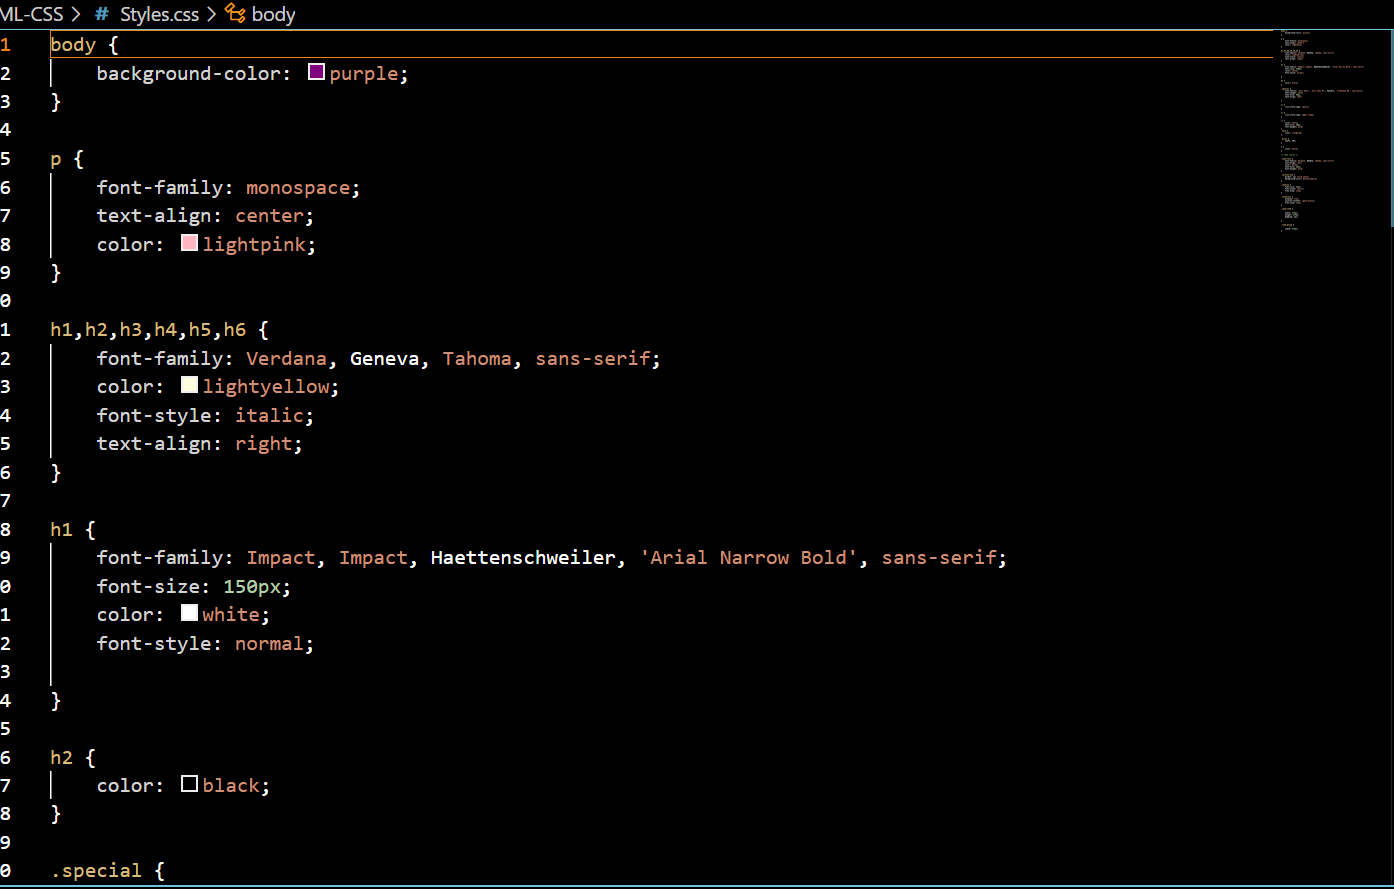 ML-CSS > # Styles.css > body
1 body {
2     background-color: purple;
3 }
4
5 p {
6     font-family: monospace;
7     text-align: center;
8     color: lightpink;
9 }
0
1 h1,h2,h3,h4,h5,h6 {
2     font-family: Verdana, Geneva, Tahoma, sans-serif;
3     color: lightyellow;
4     font-style: italic;
5     text-align: right;
6 }
7
8 h1 {
9     font-family: Impact, Impact, Haettenschweiler, 'Arial Narrow Bold', sans-serif;
0     font-size: 150px;
1     color: white;
2     font-style: normal;
3
4 }
5
6 h2 {
7     color: black;
8 }
9
0 .special {